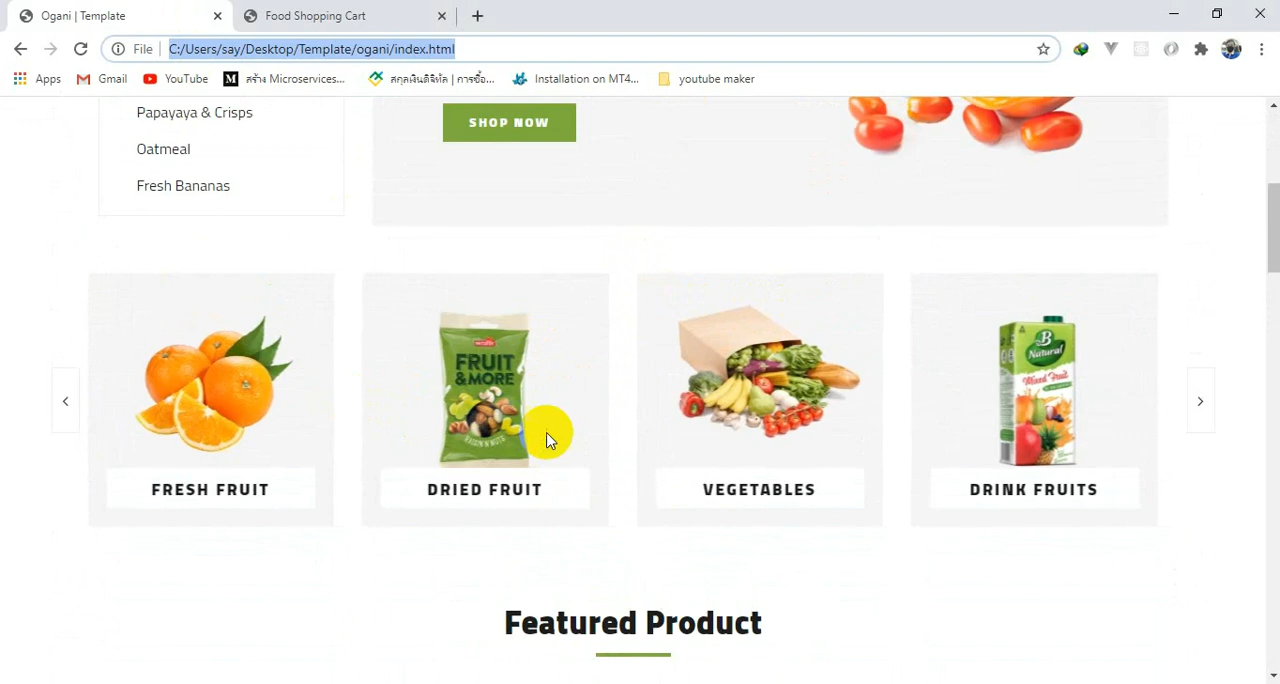 Ogani | Template
Food Shopping Cart
File
C:/Users/say/Desktop/Template/ogani/index.html
Apps
Gmail
YouTube
สร้าง Microservices...
Installation on MT4...
youtube maker
Papayaya & Crisps
Oatmeal
Fresh Bananas
SHOP NOW
FRUIT
&MORE
B
Natural
Mixed Fruit
FRESH FRUIT
DRIED FRUIT
VEGETABLES
DRINK FRUITS
Featured Product